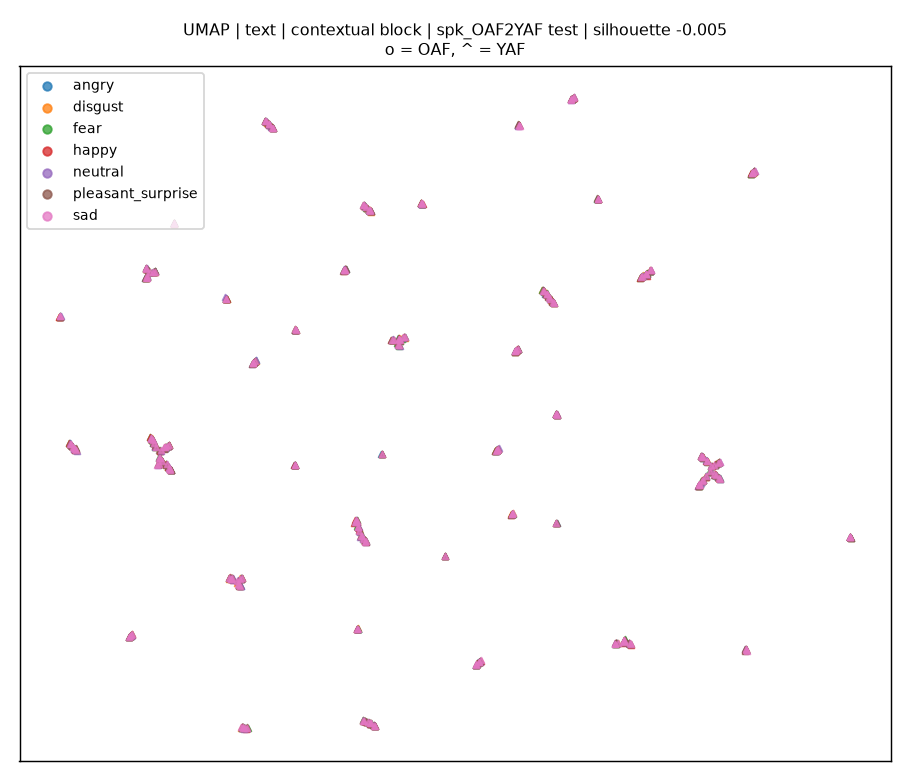 UMAP | text | contextual block | spk_OAF2YAF test | silhouette -0.005
o = OAF, ^ = YAF
angry
disgust
fear
happy
neutral
pleasant_surprise
sad